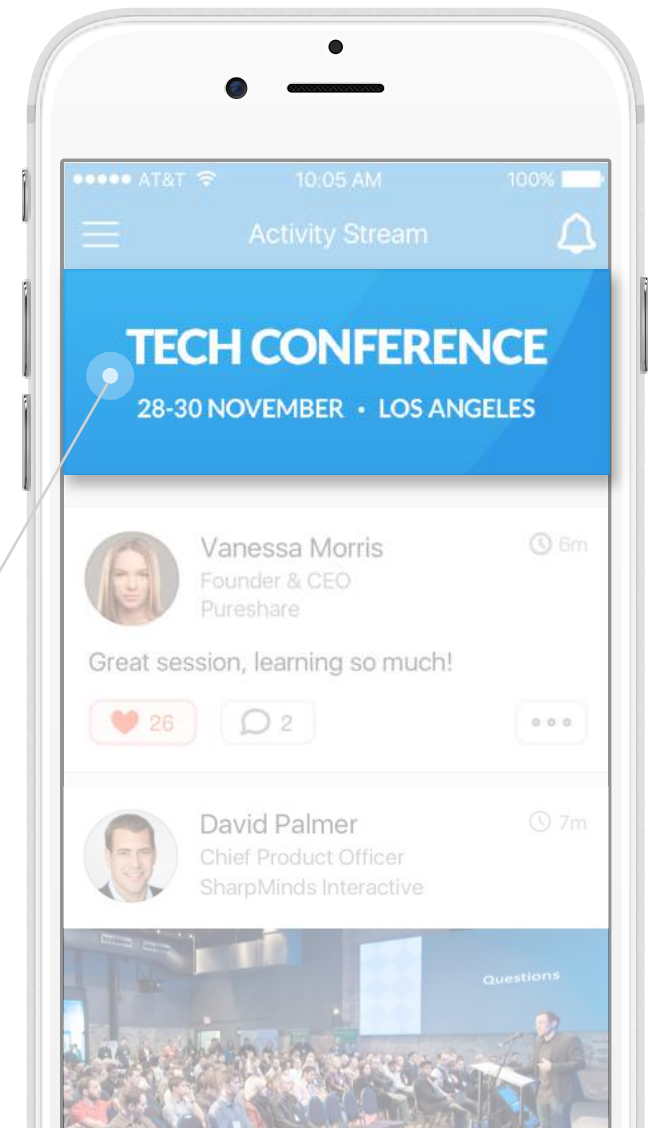 AT&T 10:05 AM 100%
Activity Stream
TECH CONFERENCE
28-30 NOVEMBER • LOS ANGELES
Vanessa Morris 6m
Founder & CEO
Pureshare
Great session, learning so much!
26 2
David Palmer 7m
Chief Product Officer
SharpMinds Interactive
Questions